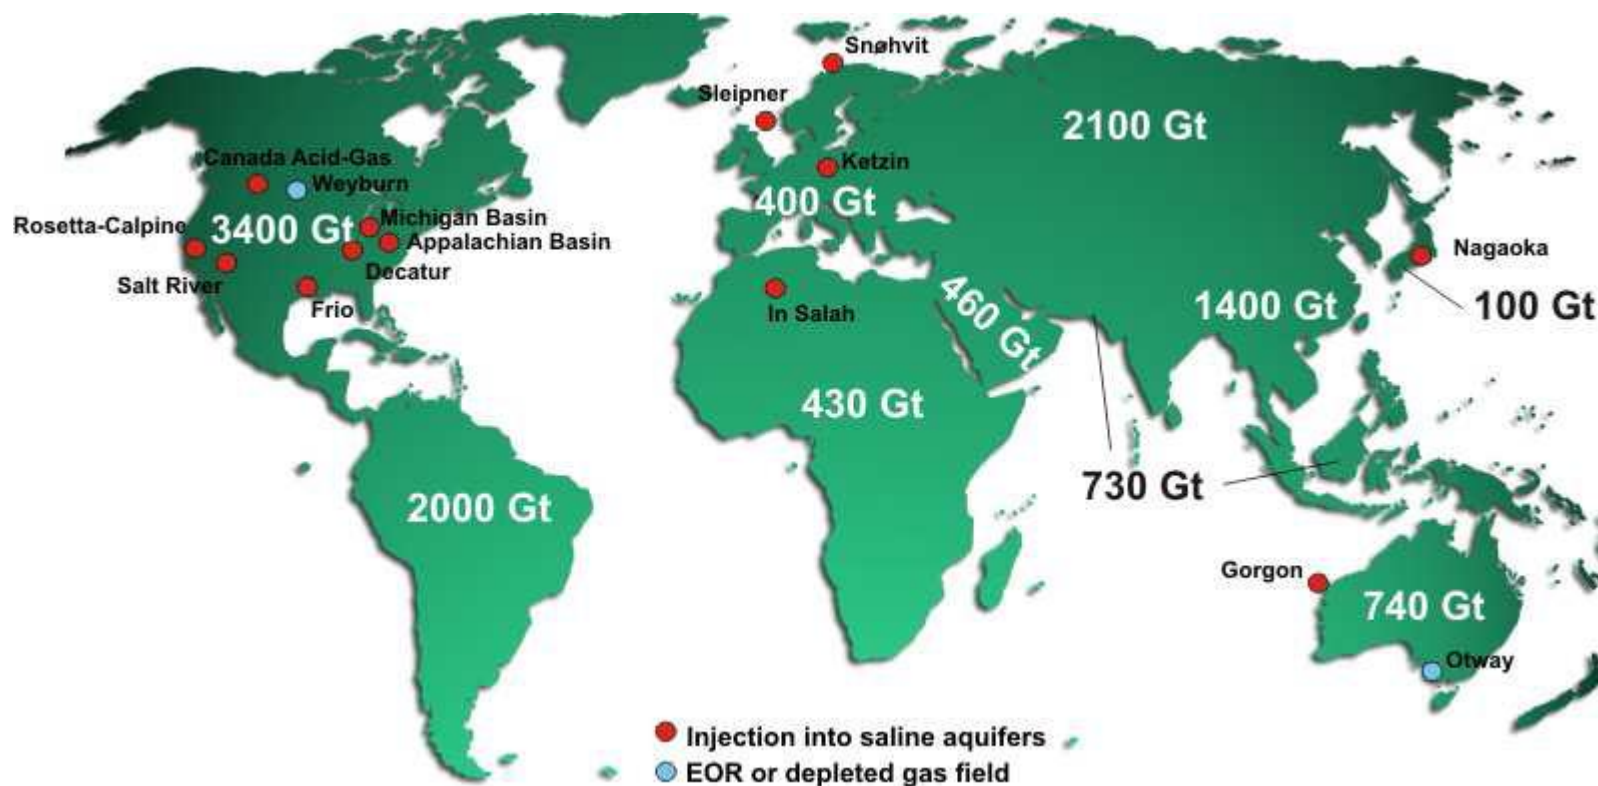 Snøhvit
Sleipner
2100 Gt
Canada Acid-Gas
Ketzin
Weyburn
400 Gt
Rosetta-Calpine
3400 Gt
Michigan Basin
Appalachian Basin
Nagaoka
Salt River
Decatur
Frio
In Salah
460 Gt
1400 Gt
100 Gt
430 Gt
730 Gt
2000 Gt
Gorgon
740 Gt
Otway
Injection into saline aquifers
EOR or depleted gas field